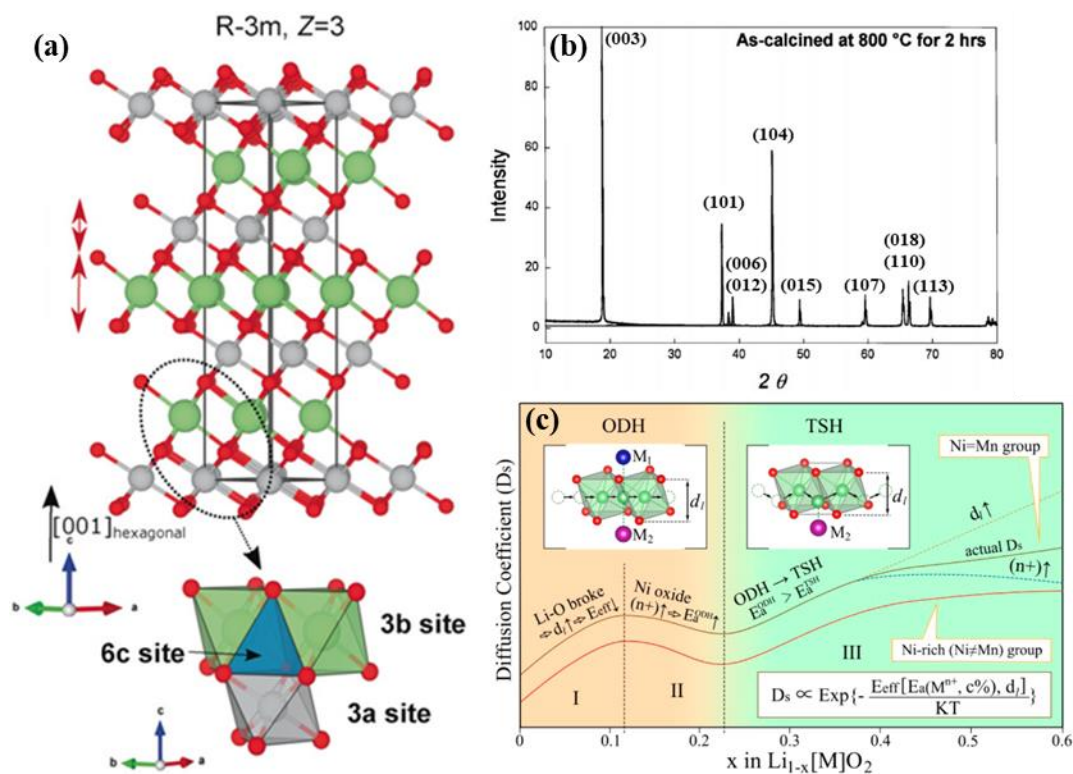 (a)
R-3m, Z=3
[001]hexagonal
c
b
a
3b site
6c site
3a site
c
b
a
(b)
As-calcined at 800 °C for 2 hrs
Intensity
100
80
60
40
20
0
(003)
(101)
(006)
(012)
(104)
(015)
(107)
(018)
(110)
(113)
10
20
30
40
50
60
70
80
2 θ
(c)
ODH
TSH
M₁
M₂
dₗ
M₂
dₗ
Ni=Mn group
dₗ↑
actual Ds
(n+)↑
Li-O broke
⇨dₗ↑⇨Eeff↓
Ni oxide
(n+)↑⇨EaODH↑
ODH → TSH
EaODH > EaTSH
Ni-rich (Ni≠Mn) group
I
II
III
Ds ∝ Exp{-Eeff[Ea(Mn+, c%), dₗ]/KT}
Diffusion Coefficient (Ds)
0
0.1
0.2
0.3
0.4
0.5
0.6
x in Li1-x[M]O2